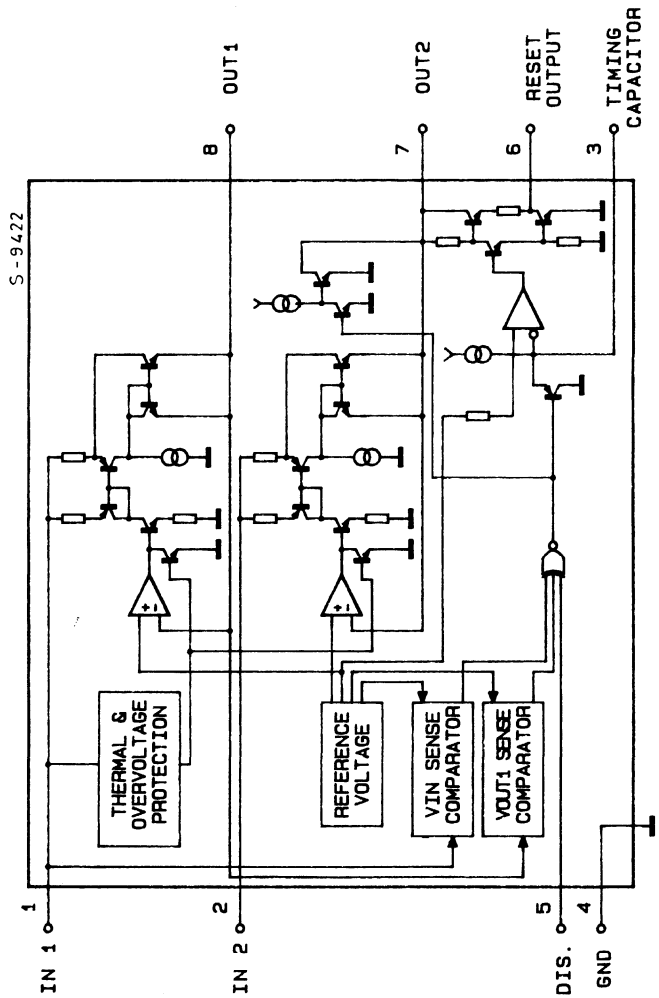 S-9422
IN 1
1
THERMAL &
OVERVOLTAGE
PROTECTION
+
-
8
OUT1
IN 2
2
REFERENCE
VOLTAGE
+
-
7
OUT2
VIN SENSE
COMPARATOR
VOUT1 SENSE
COMPARATOR
6
RESET
OUTPUT
DIS.
5
GND
4
3
TIMING
CAPACITOR